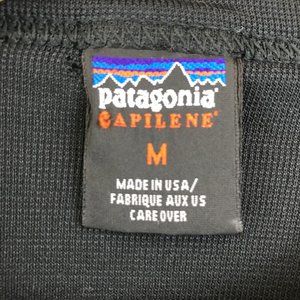 patagonia®
CAPILENE®
M
MADE IN USA/
FABRIQUE AUX US
CARE OVER